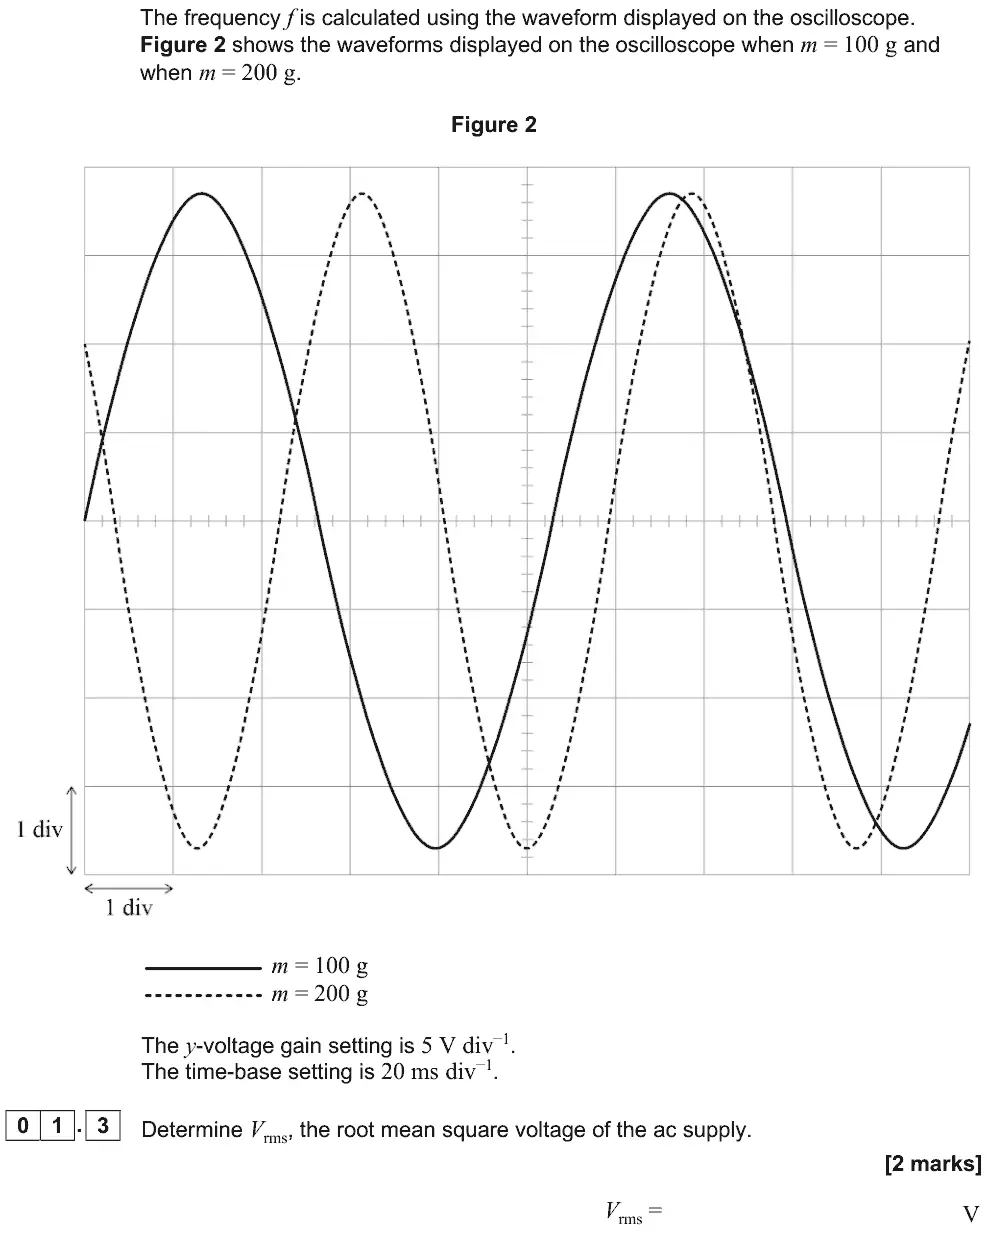 The frequency f is calculated using the waveform displayed on the oscilloscope.
Figure 2 shows the waveforms displayed on the oscilloscope when m = 100 g and
when m = 200 g.
Figure 2
1 div
1 div
m = 100 g
m = 200 g
The y-voltage gain setting is 5 V div⁻¹.
The time-base setting is 20 ms div⁻¹.
0 1 . 3 Determine Vrms, the root mean square voltage of the ac supply.
[2 marks]
Vrms = V